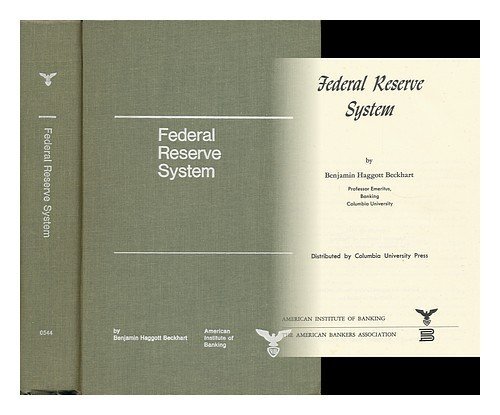 Federal Reserve System
0544
Federal
Reserve
System
by
Benjamin Haggott Beckhart
American
Institute of
Banking
Federal Reserve
System
by
Benjamin Haggott Beckhart
Professor Emeritus,
Banking
Columbia University
Distributed by Columbia University Press
AMERICAN INSTITUTE OF BANKING
THE AMERICAN BANKERS ASSOCIATION